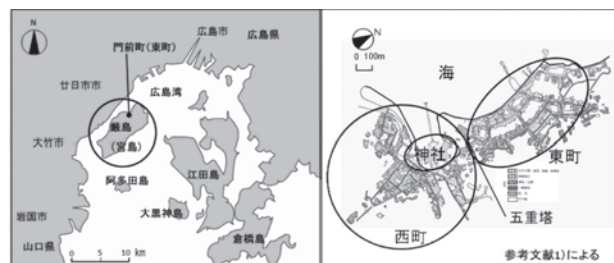 門前町(東町)
広島市
広島県
廿日市市
広島湾
厳島
(宮島)
大竹市
阿多田島
江田島
大黒神島
岩国市
倉橋島
山口県
0 5 10 km
0 100m
海
神社
東町
五重塔
西町
参考文献1)による